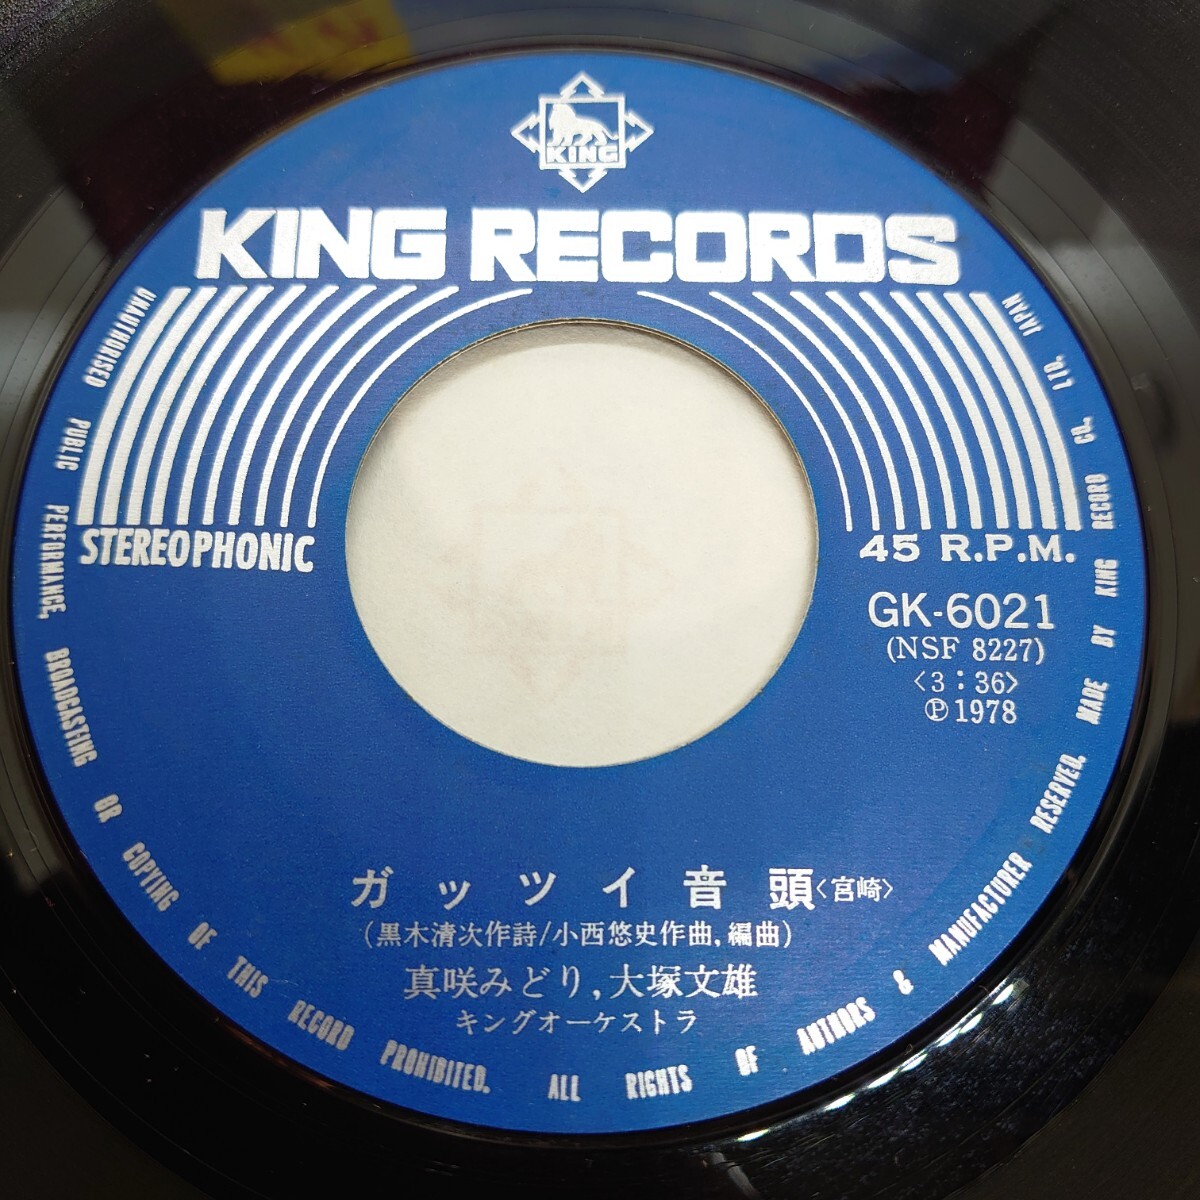 KING
KING RECORDS
STEREOPHONIC
45 R.P.M.
GK-6021
(NSF 8227)
〈3：36〉
Ⓟ1978
ガッツイ音頭〈宮崎〉
(黒木清次作詩/小西悠史作曲,編曲)
真咲みどり,大塚文雄
キングオーケストラ
UNAUTHORISED PUBLIC PERFORMANCE, BROADCASTING OR COPYING OF THIS RECORD PROHIBITED. ALL RIGHTS OF AUTHORS & MANUFACTURER RESERVED. MADE BY KING RECORD CO., LTD. JAPAN